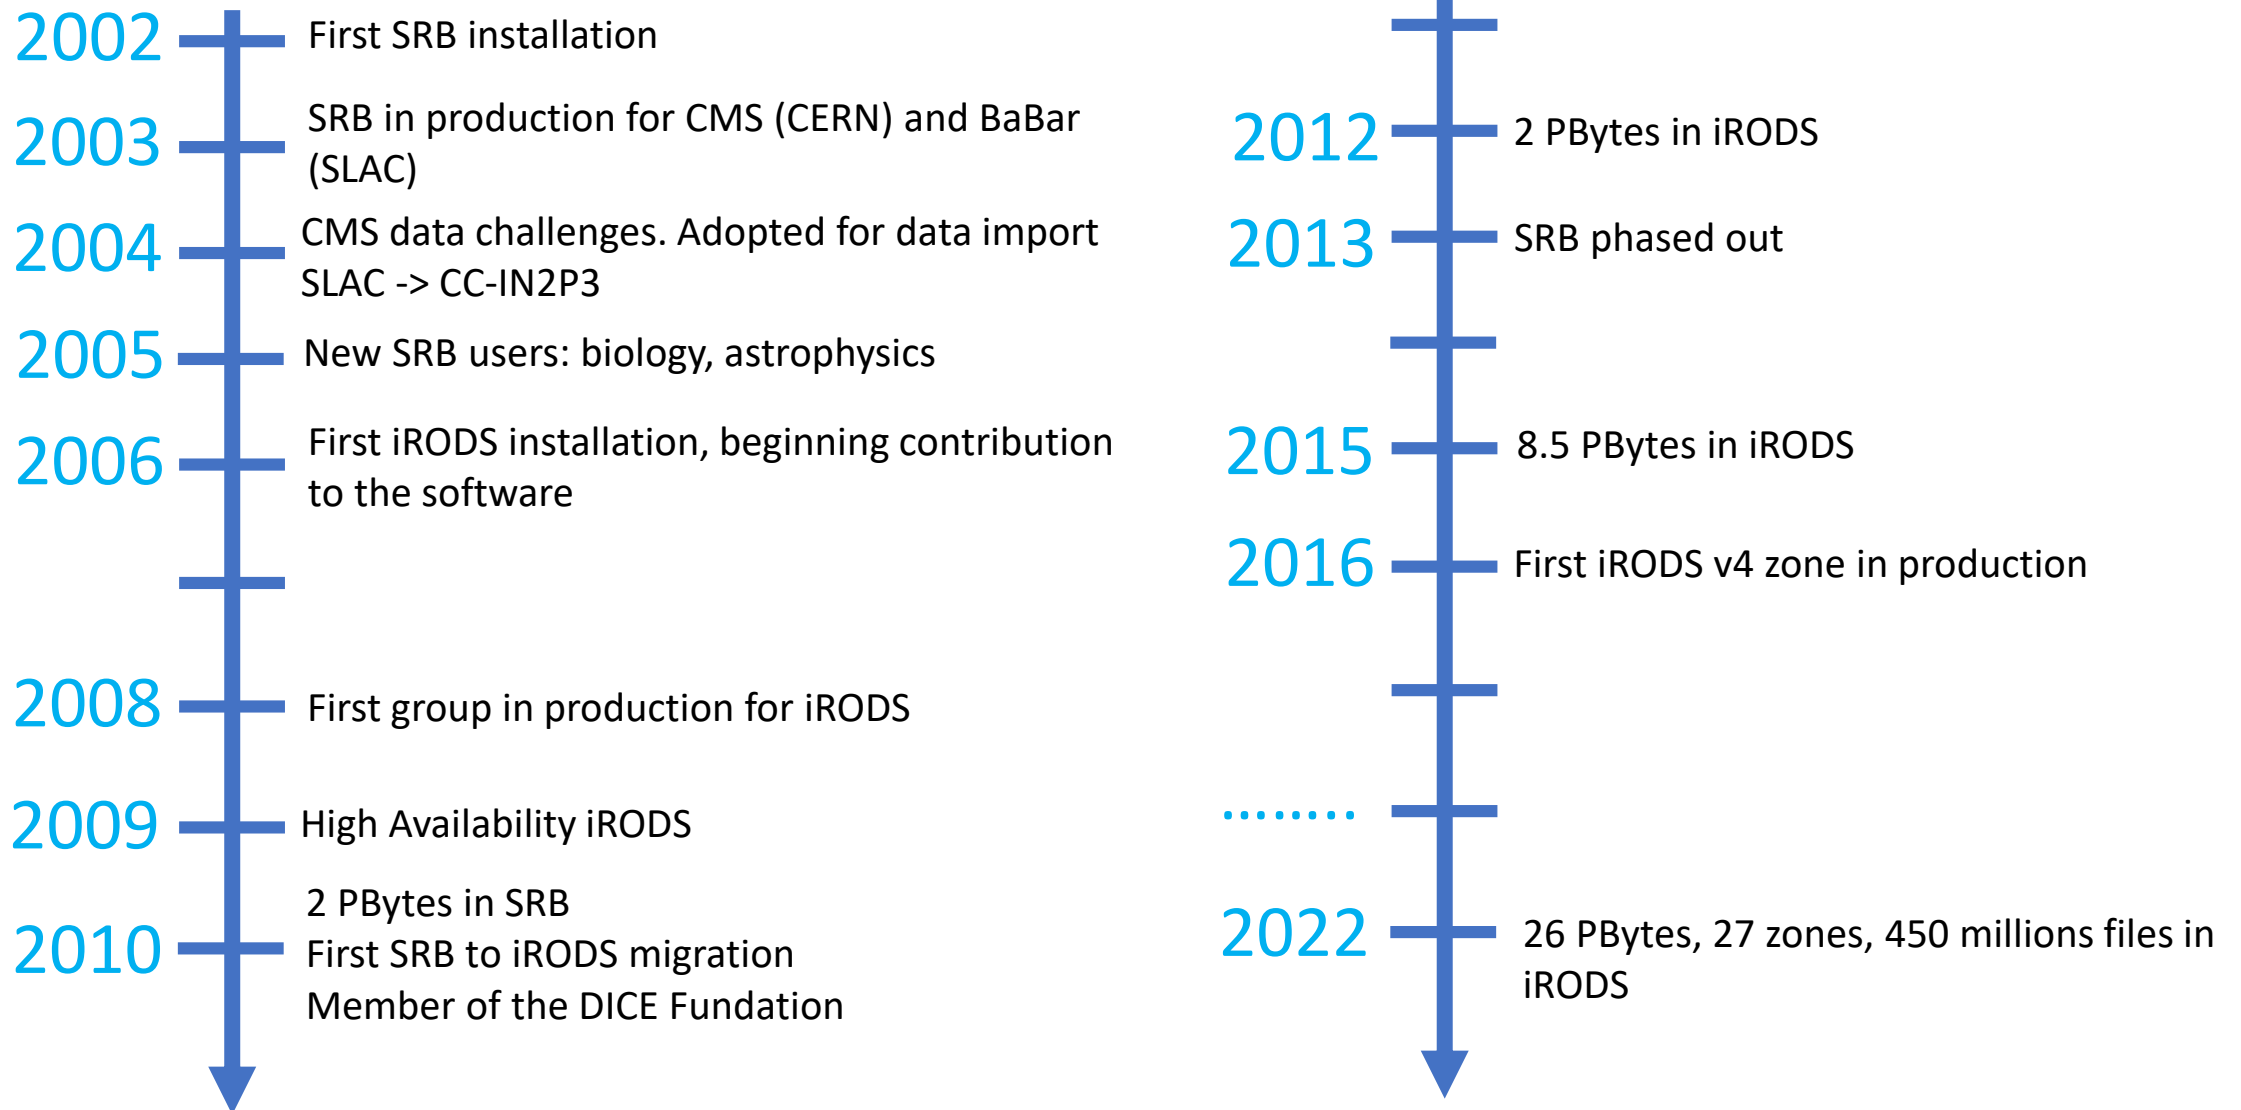 2002
First SRB installation
2003
SRB in production for CMS (CERN) and BaBar
(SLAC)
2004
CMS data challenges. Adopted for data import
SLAC -> CC-IN2P3
2005
New SRB users: biology, astrophysics
2006
First iRODS installation, beginning contribution
to the software
2008
First group in production for iRODS
2009
High Availability iRODS
2010
2 PBytes in SRB
First SRB to iRODS migration
Member of the DICE Fundation
2012
2 PBytes in iRODS
2013
SRB phased out
2015
8.5 PBytes in iRODS
2016
First iRODS v4 zone in production
........
2022
26 PBytes, 27 zones, 450 millions files in
iRODS